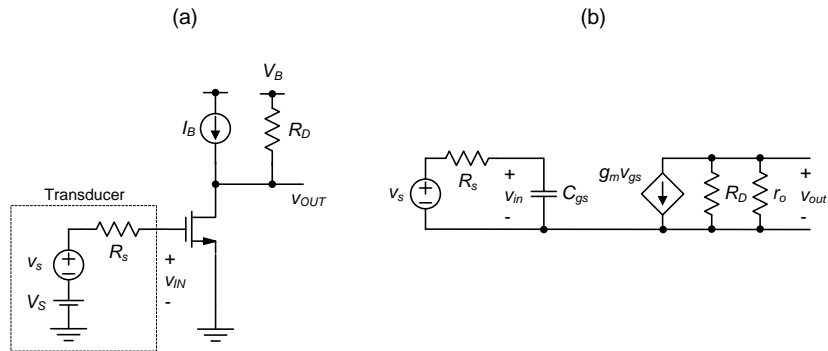 (a)
(b)
V_B
I_B
R_D
v_OUT
Transducer
R_s
v_s
V_S
+
v_IN
-
v_s
R_s
+
v_in
-
C_gs
g_m v_gs
R_D
r_o
+
v_out
-